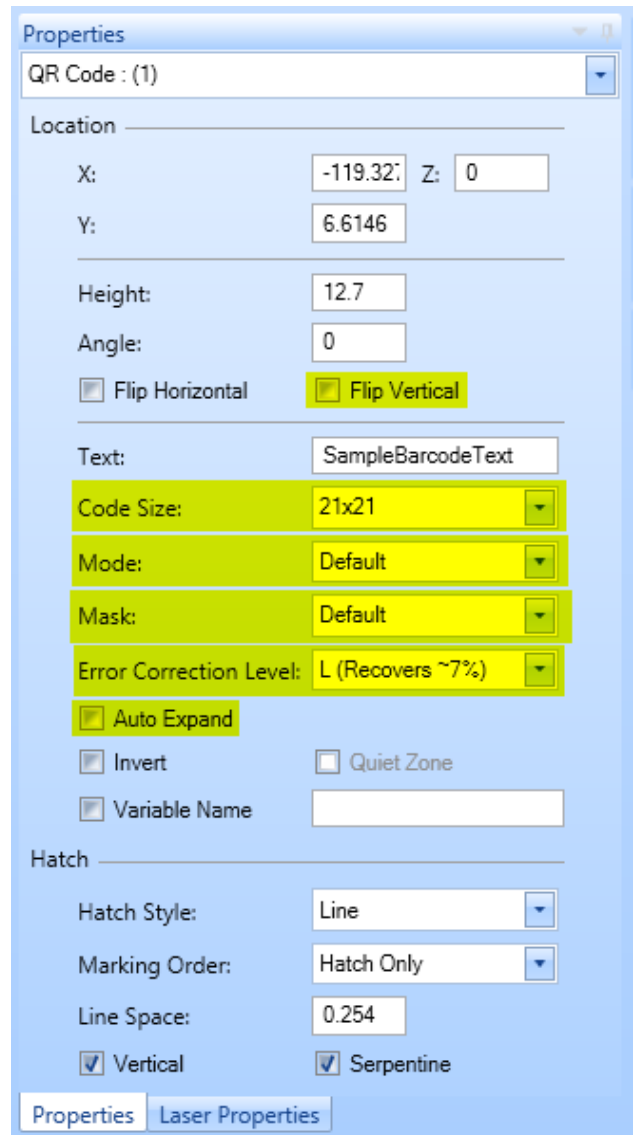 Properties
QR Code : (1)
Location
X: -119.327 Z: 0
Y: 6.6146
Height: 12.7
Angle: 0
Flip Horizontal Flip Vertical
Text: SampleBarcodeText
Code Size: 21x21
Mode: Default
Mask: Default
Error Correction Level: L (Recovers ~7%)
Auto Expand
Invert Quiet Zone
Variable Name
Hatch
Hatch Style: Line
Marking Order: Hatch Only
Line Space: 0.254
Vertical Serpentine
Properties Laser Properties